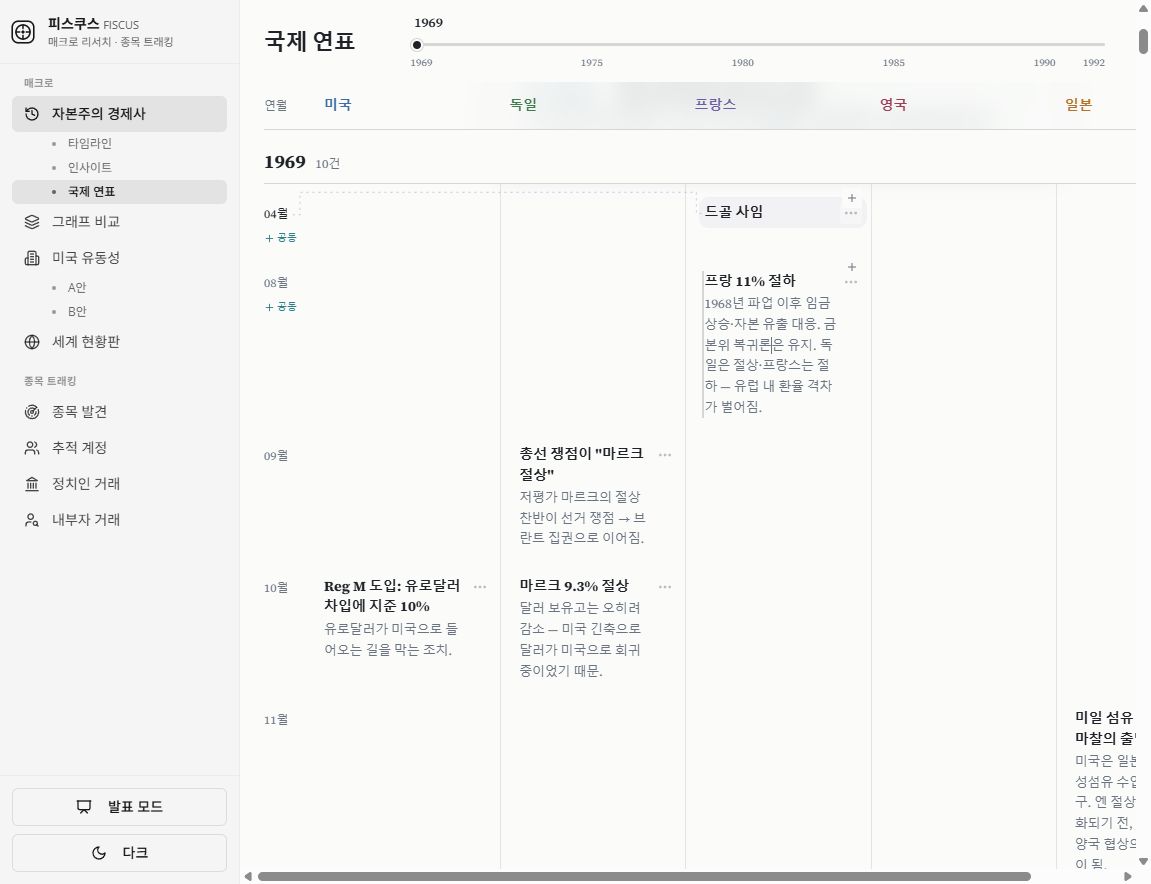 피스쿠스 FISCUS
매크로 리서치 · 종목 트래킹
매크로
자본주의 경제사
타임라인
인사이트
국제 연표
그래프 비교
미국 유동성
A안
B안
세계 현황판
종목 트래킹
종목 발견
추적 계정
정치인 거래
내부자 거래
발표 모드
다크
국제 연표
1969
1969 1975 1980 1985 1990 1992
연월 미국 독일 프랑스 영국 일본
1969 10건
04월
+ 공동
드골 사임
08월
+ 공동
프랑 11% 절하
1968년 파업 이후 임금
상승·자본 유출 대응. 금
본위 복귀론은 유지. 독
일은 절상·프랑스는 절
하 — 유럽 내 환율 격차
가 벌어짐.
09월
총선 쟁점이 "마르크
절상"
저평가 마르크의 절상
찬반이 선거 쟁점 → 브
란트 집권으로 이어짐.
10월
Reg M 도입: 유로달러
차입에 지준 10%
유로달러가 미국으로 들
어오는 길을 막는 조치.
마르크 9.3% 절상
달러 보유고는 오히려
감소 — 미국 긴축으로
달러가 미국으로 회귀
중이었기 때문.
11월
미일 섬유
마찰의
미국은
성섬유
구. 엔 절상
화되기 전,
양국
이 됨.